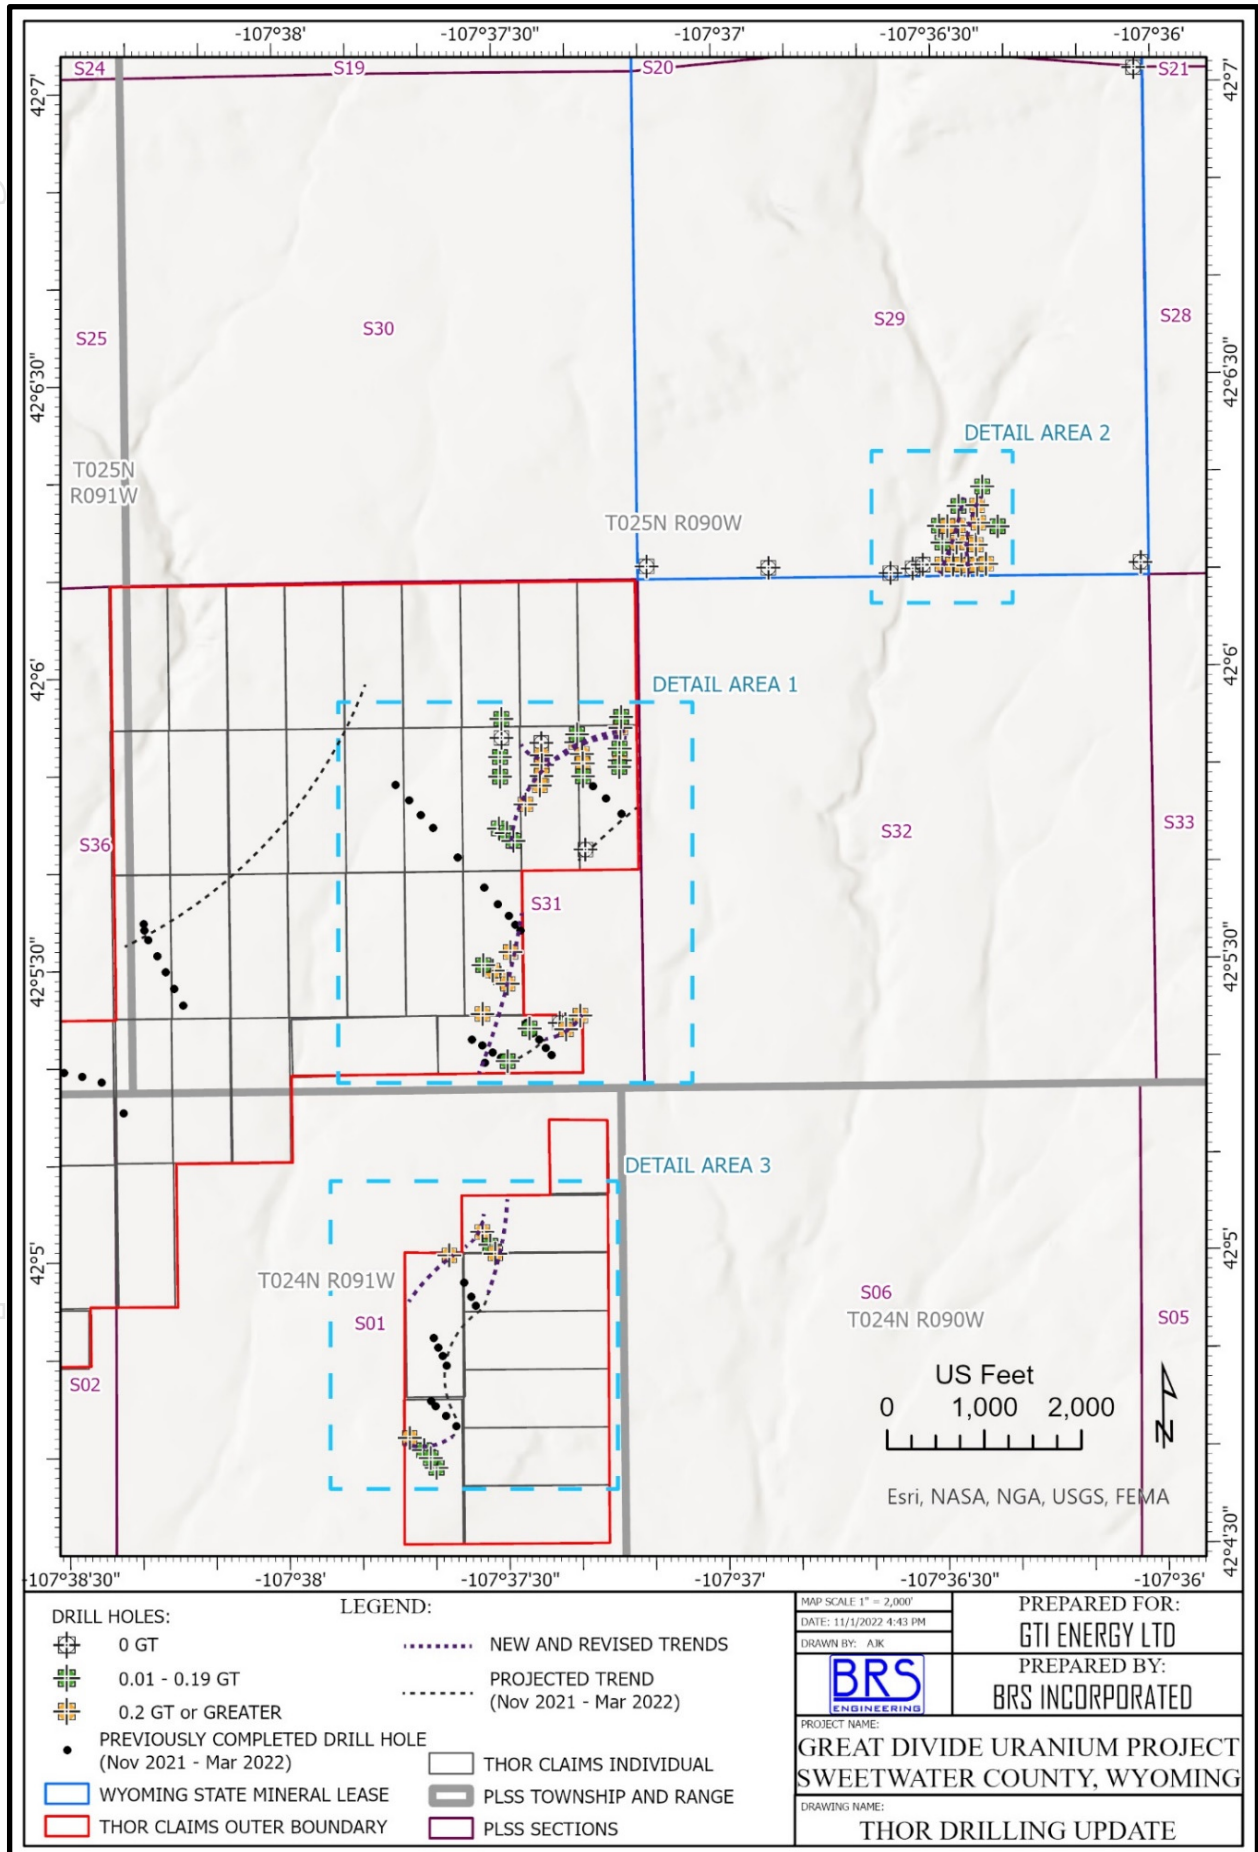 -107°38' -107°37'30" -107°37' -107°36'30" -107°36'
S24 S19 S20 S21
42°7' 42°7'
S25 S30 S29 S28
42°6'30" 42°6'30"
DETAIL AREA 2
T025N
R091W
T025N R090W
42°6' 42°6'
DETAIL AREA 1
S36 S32 S33
S31
42°5'30" 42°5'30"
DETAIL AREA 3
42°5' 42°5'
T024N R091W
S01 S06 S05
T024N R090W
S02
US Feet
0 1,000 2,000
N
Esri, NASA, NGA, USGS, FEMA
42°4'30"
-107°38'30" -107°38' -107°37'30" -107°37' -107°36'30" -107°36'
LEGEND:
DRILL HOLES:
0 GT
0.01 - 0.19 GT
0.2 GT or GREATER
PREVIOUSLY COMPLETED DRILL HOLE
(Nov 2021 - Mar 2022)
WYOMING STATE MINERAL LEASE
THOR CLAIMS OUTER BOUNDARY
NEW AND REVISED TRENDS
PROJECTED TREND
(Nov 2021 - Mar 2022)
THOR CLAIMS INDIVIDUAL
PLSS TOWNSHIP AND RANGE
PLSS SECTIONS
MAP SCALE 1" = 2,000'
DATE: 11/1/2022 4:43 PM
DRAWN BY: AJK
BRS
ENGINEERING
PREPARED FOR:
GTI ENERGY LTD
PREPARED BY:
BRS INCORPORATED
PROJECT NAME:
GREAT DIVIDE URANIUM PROJECT
SWEETWATER COUNTY, WYOMING
DRAWING NAME:
THOR DRILLING UPDATE